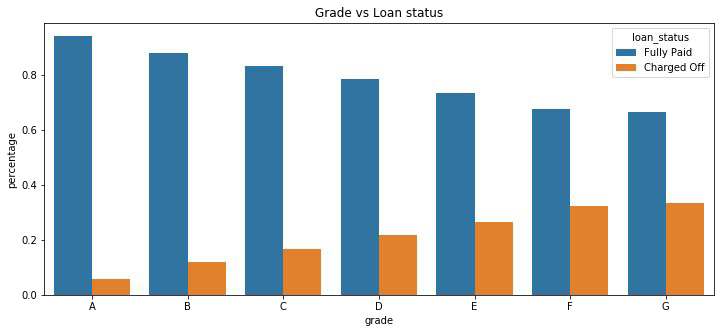 Grade vs Loan status
loan_status
Fully Paid
Charged Off
percentage
0.8
0.6
0.4
0.2
0.0
A B C D E F G
grade